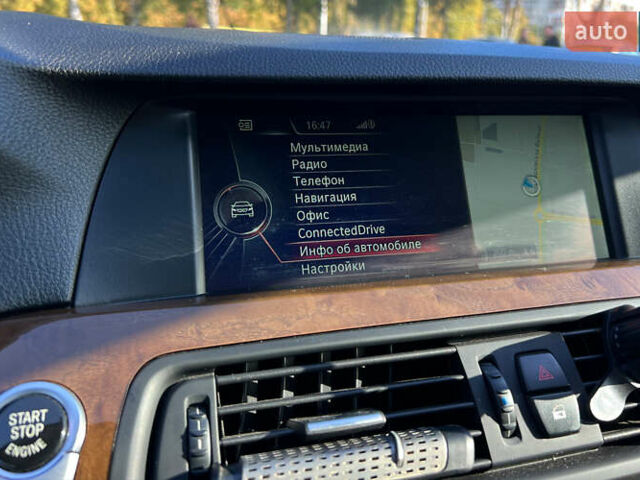 auto
16:47
Мультимедиа
Радио
Телефон
Навигация
Офис
ConnectedDrive
Инфо об автомобиле
Настройки
START
STOP
ENGINE